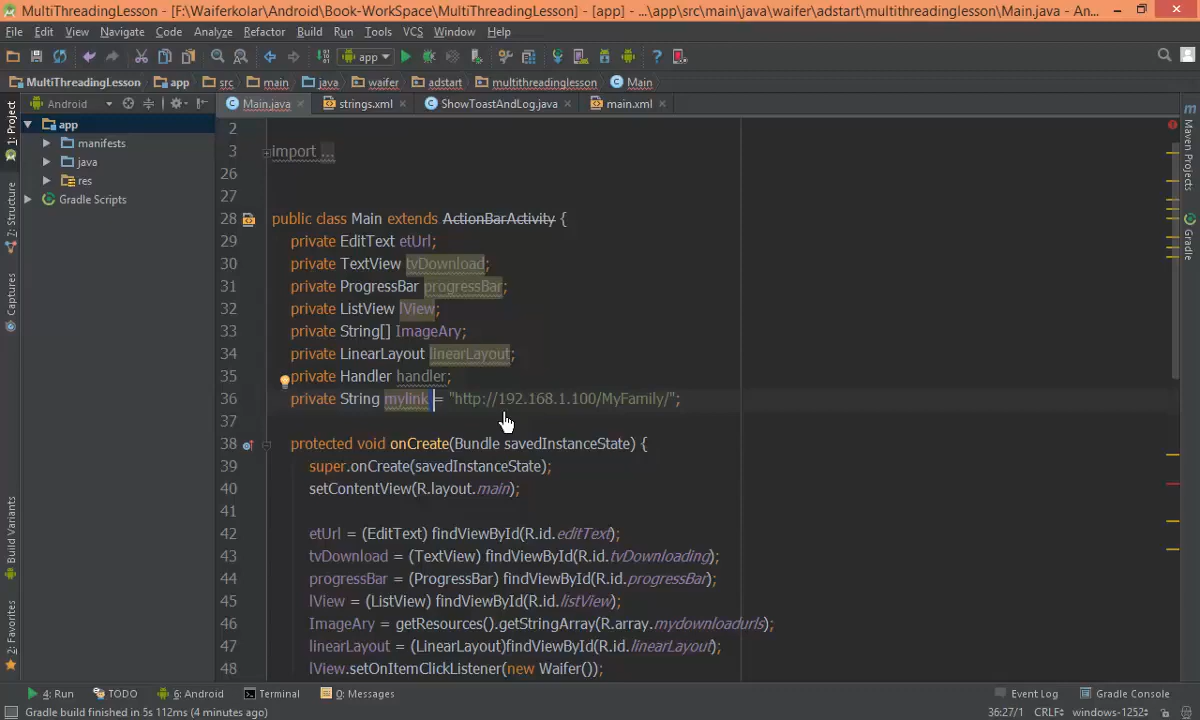 MultiThreadingLesson - [F:\Waiferkolar\Android\Book-WorkSpace\MultiThreadingLesson] - [app] - ...\app\src\main\java\waifer\adstart\multithreadinglesson\Main.java - An...
File Edit View Navigate Code Analyze Refactor Build Run Tools VCS Window Help
app
MultiThreadingLesson app src main java waifer adstart multithreadinglesson Main
Android Main.java strings.xml ShowToastAndLog.java main.xml
1: Project
7: Structure
Captures
Build Variants
2: Favorites
app
manifests
java
res
Gradle Scripts
2
3 import ...
26
27
28 public class Main extends ActionBarActivity {
29 private EditText etUrl;
30 private TextView tvDownload;
31 private ProgressBar progressBar;
32 private ListView lView;
33 private String[] ImageAry;
34 private LinearLayout linearLayout;
35 private Handler handler;
36 private String mylink = "http://192.168.1.100/MyFamily/";
37
38 protected void onCreate(Bundle savedInstanceState) {
39 super.onCreate(savedInstanceState);
40 setContentView(R.layout.main);
41
42 etUrl = (EditText) findViewById(R.id.editText);
43 tvDownload = (TextView) findViewById(R.id.tvDownloading);
44 progressBar = (ProgressBar) findViewById(R.id.progressBar);
45 lView = (ListView) findViewById(R.id.listView);
46 ImageAry = getResources().getStringArray(R.array.mydownloadurls);
47 linearLayout = (LinearLayout)findViewById(R.id.linearLayout);
48 lView.setOnItemClickListener(new Waifer());
Maven Projects
Gradle
4: Run TODO 6: Android Terminal 0: Messages Event Log Gradle Console
Gradle build finished in 5s 112ms (4 minutes ago) 36:27/1 CRLF windows-1252